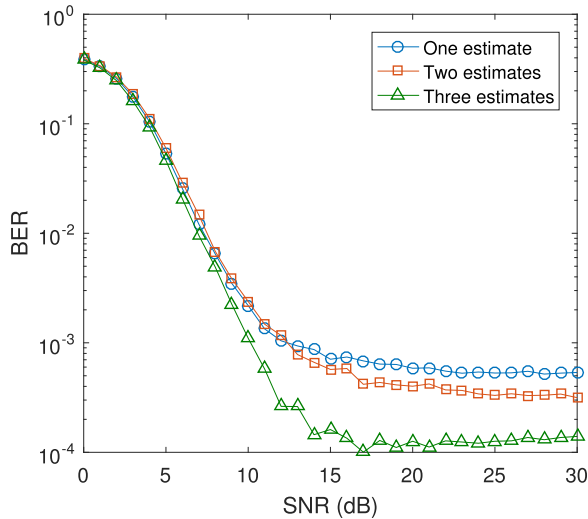 One estimate
Two estimates
Three estimates
BER
10^0
10^-1
10^-2
10^-3
10^-4
0 5 10 15 20 25 30
SNR (dB)